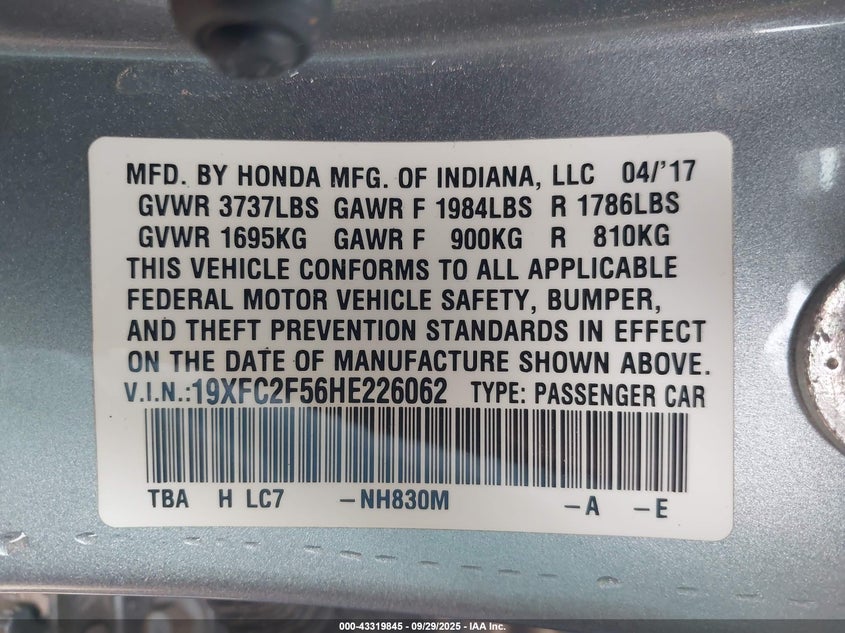 MFD. BY HONDA MFG. OF INDIANA, LLC 04/'17
GVWR 3737LBS GAWR F 1984LBS R 1786LBS
GVWR 1695KG GAWR F 900KG R 810KG
THIS VEHICLE CONFORMS TO ALL APPLICABLE
FEDERAL MOTOR VEHICLE SAFETY, BUMPER,
AND THEFT PREVENTION STANDARDS IN EFFECT
ON THE DATE OF MANUFACTURE SHOWN ABOVE.
V.I.N.:19XFC2F56HE226062 TYPE: PASSENGER CAR
TBA H LC7 –NH830M –A –E
000-43319845 - 09/29/2025 - IAA Inc.